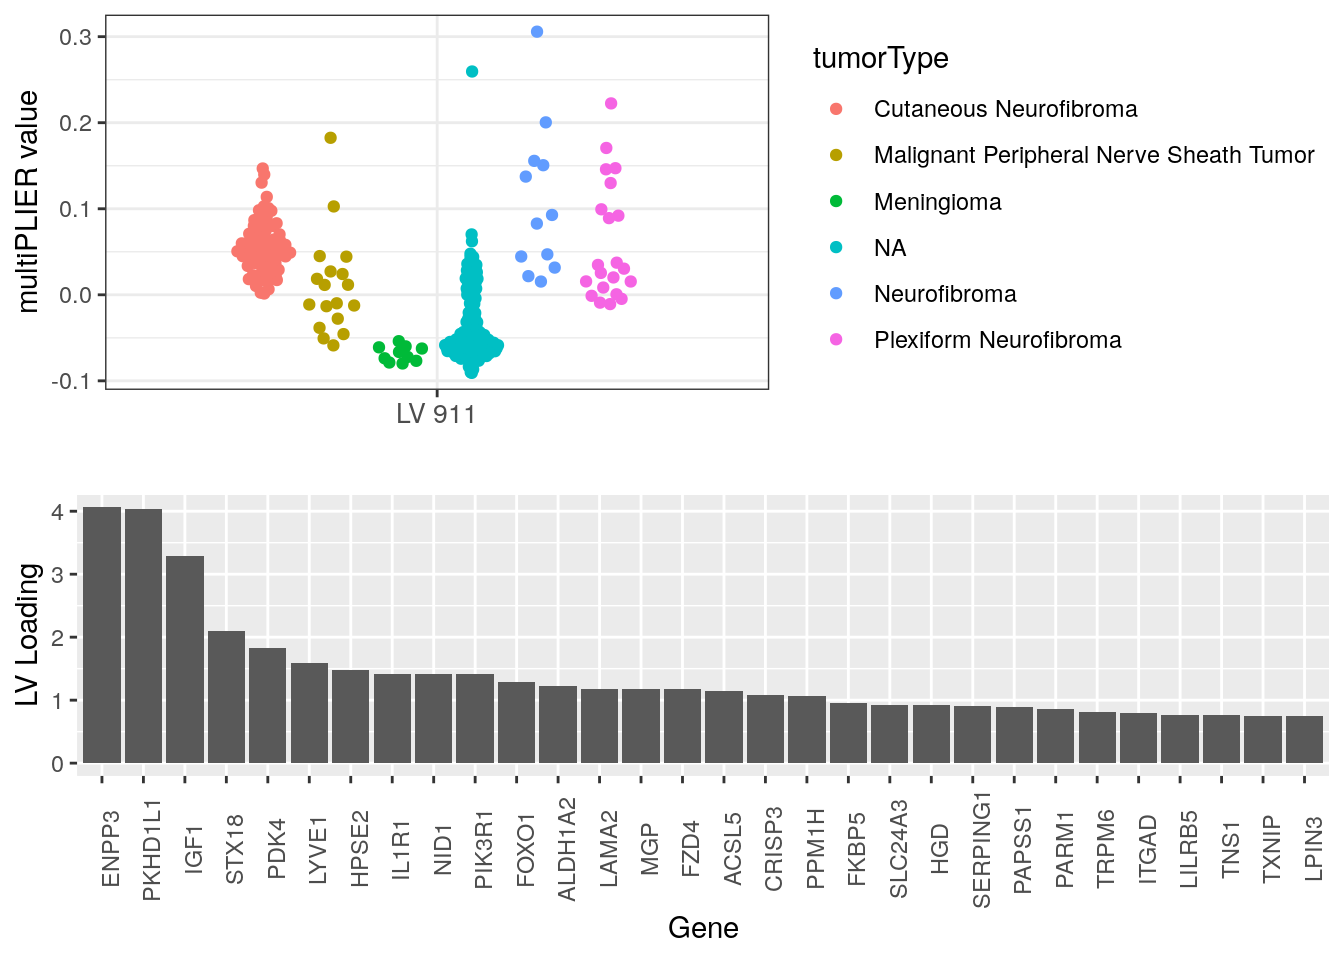 multiPLIER value
0.3
0.2
0.1
0.0
-0.1
LV 911
tumorType
Cutaneous Neurofibroma
Malignant Peripheral Nerve Sheath Tumor
Meningioma
NA
Neurofibroma
Plexiform Neurofibroma
LV Loading
4
3
2
1
0
ENPP3
PKHD1L1
IGF1
STX18
PDK4
LYVE1
HPSE2
IL1R1
NID1
PIK3R1
FOXO1
ALDH1A2
LAMA2
MGP
FZD4
ACSL5
CRISP3
PPM1H
FKBP5
SLC24A3
HGD
SERPING1
PAPSS1
PARM1
TRPM6
ITGAD
LILRB5
TNS1
TXNIP
LPIN3
Gene